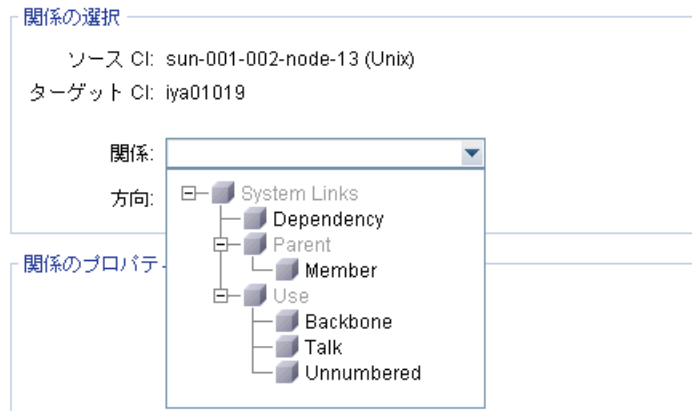 関係の選択
ソース CI: sun-001-002-node-13 (Unix)
ターゲット CI: iya01019
関係:
方向:
System Links
Dependency
Parent
Member
Use
Backbone
Talk
Unnumbered
関係のプロパティ